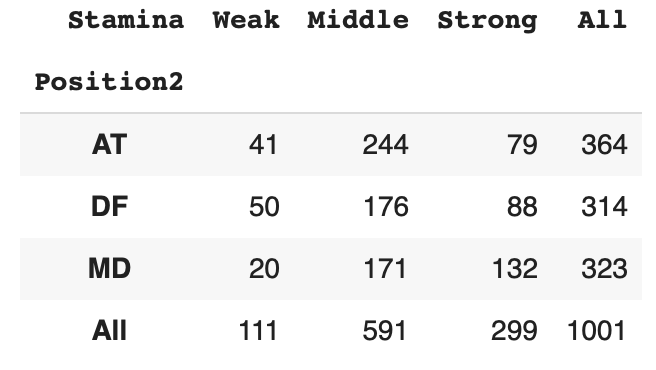 Stamina Weak Middle Strong All
Position2
AT 41 244 79 364
DF 50 176 88 314
MD 20 171 132 323
All 111 591 299 1001